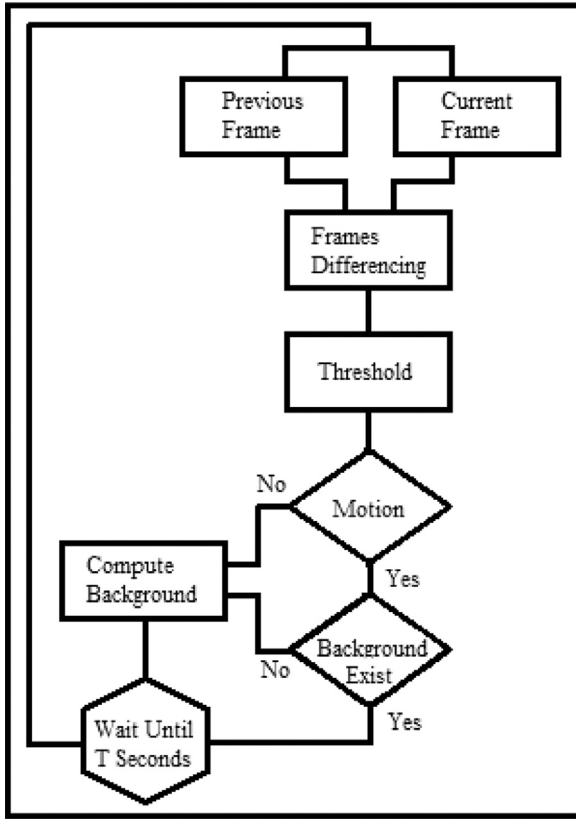 Previous
Frame
Current
Frame
Frames
Differencing
Threshold
No
Motion
Compute
Background
Yes
Background
Exist
No
Wait Until
T Seconds
Yes